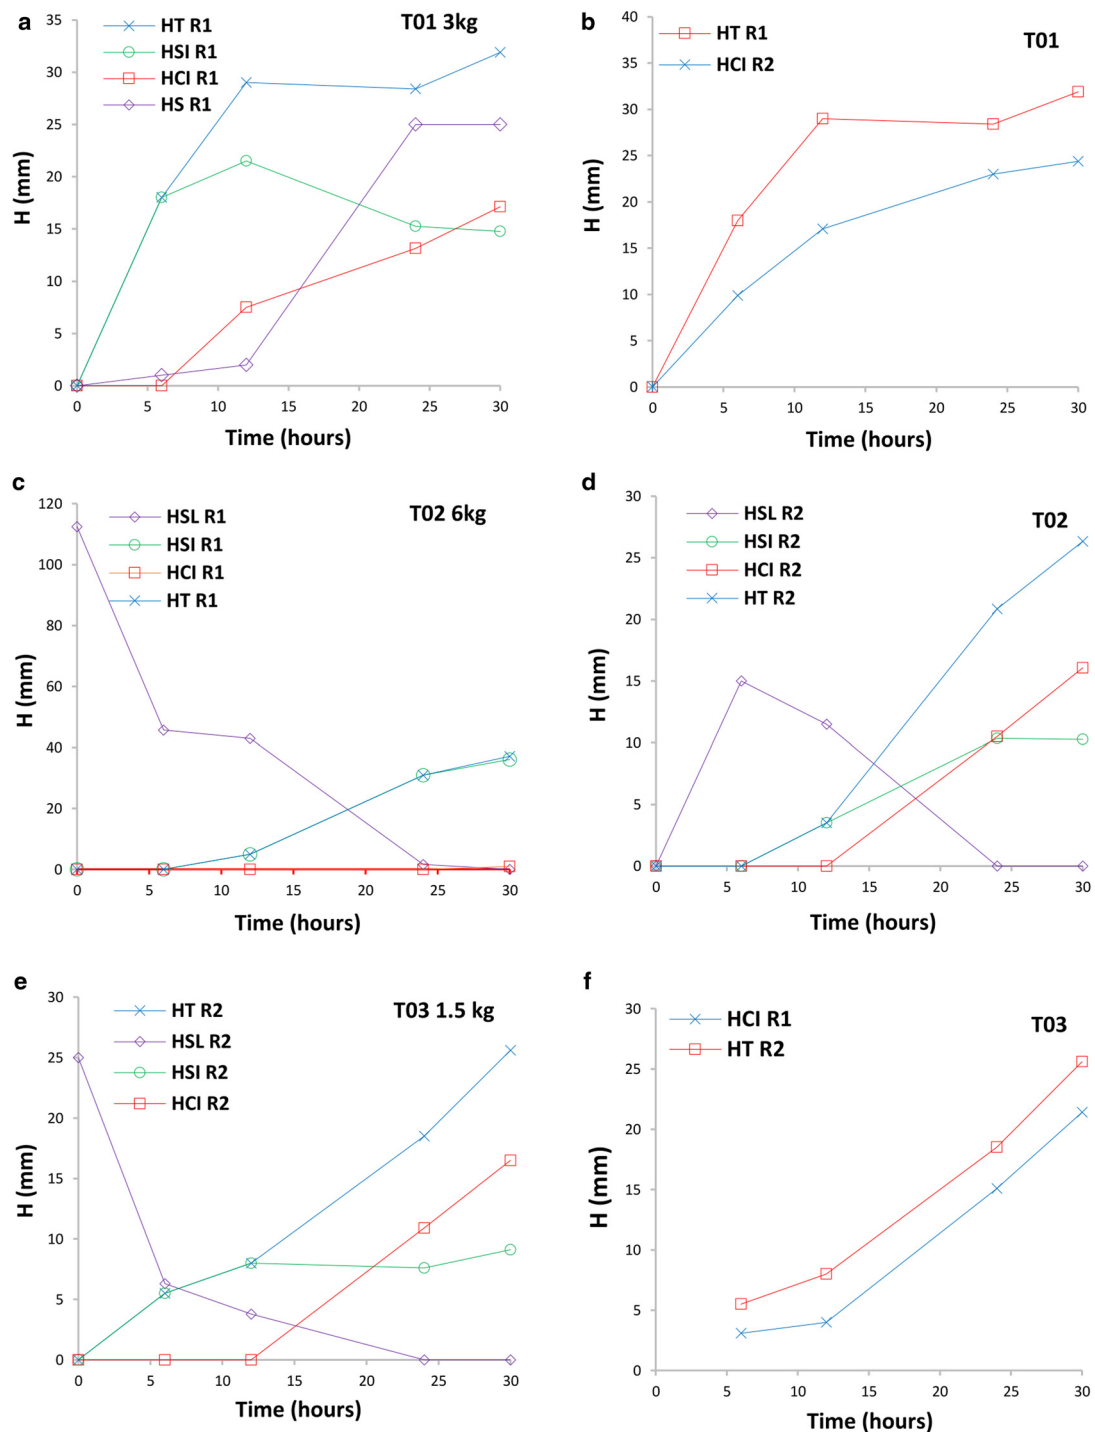 a
T01 3kg
HT R1
HSI R1
HCI R1
HS R1
H (mm)
35
30
25
20
15
10
5
0
0 5 10 15 20 25 30
Time (hours)
b
T01
HT R1
HCI R2
H (mm)
40
35
30
25
20
15
10
5
0
0 5 10 15 20 25 30
Time (hours)
c
T02 6kg
HSL R1
HSI R1
HCI R1
HT R1
H (mm)
120
100
80
60
40
20
0
0 5 10 15 20 25 30
Time (hours)
d
T02
HSL R2
HSI R2
HCI R2
HT R2
H (mm)
30
25
20
15
10
5
0
0 5 10 15 20 25 30
Time (hours)
e
T03 1.5 kg
HT R2
HSL R2
HSI R2
HCI R2
H (mm)
30
25
20
15
10
5
0
0 5 10 15 20 25 30
Time (hours)
f
T03
HCI R1
HT R2
H (mm)
30
25
20
15
10
5
0
0 5 10 15 20 25 30
Time (hours)